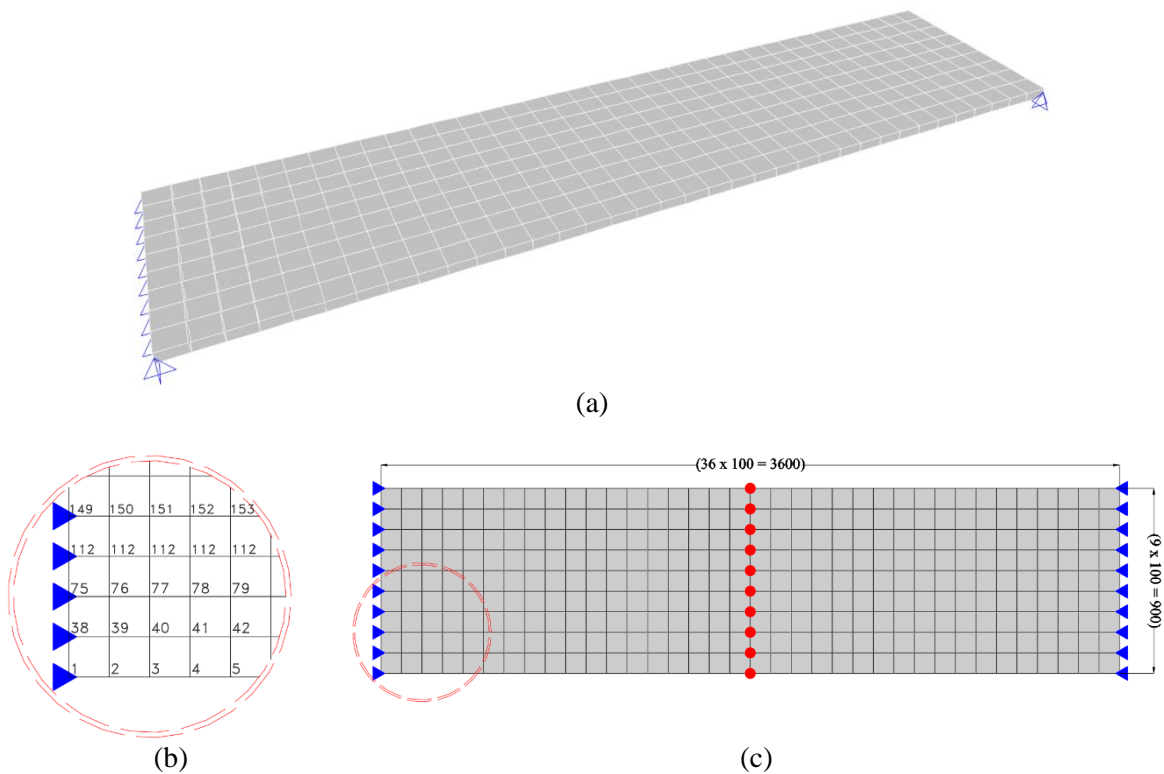 (a)
149 150 151 152 153
112 112 112 112 112
75 76 77 78 79
38 39 40 41 42
1 2 3 4 5
(b)
(36 x 100 = 3600)
(9 x 100 = 900)
(c)